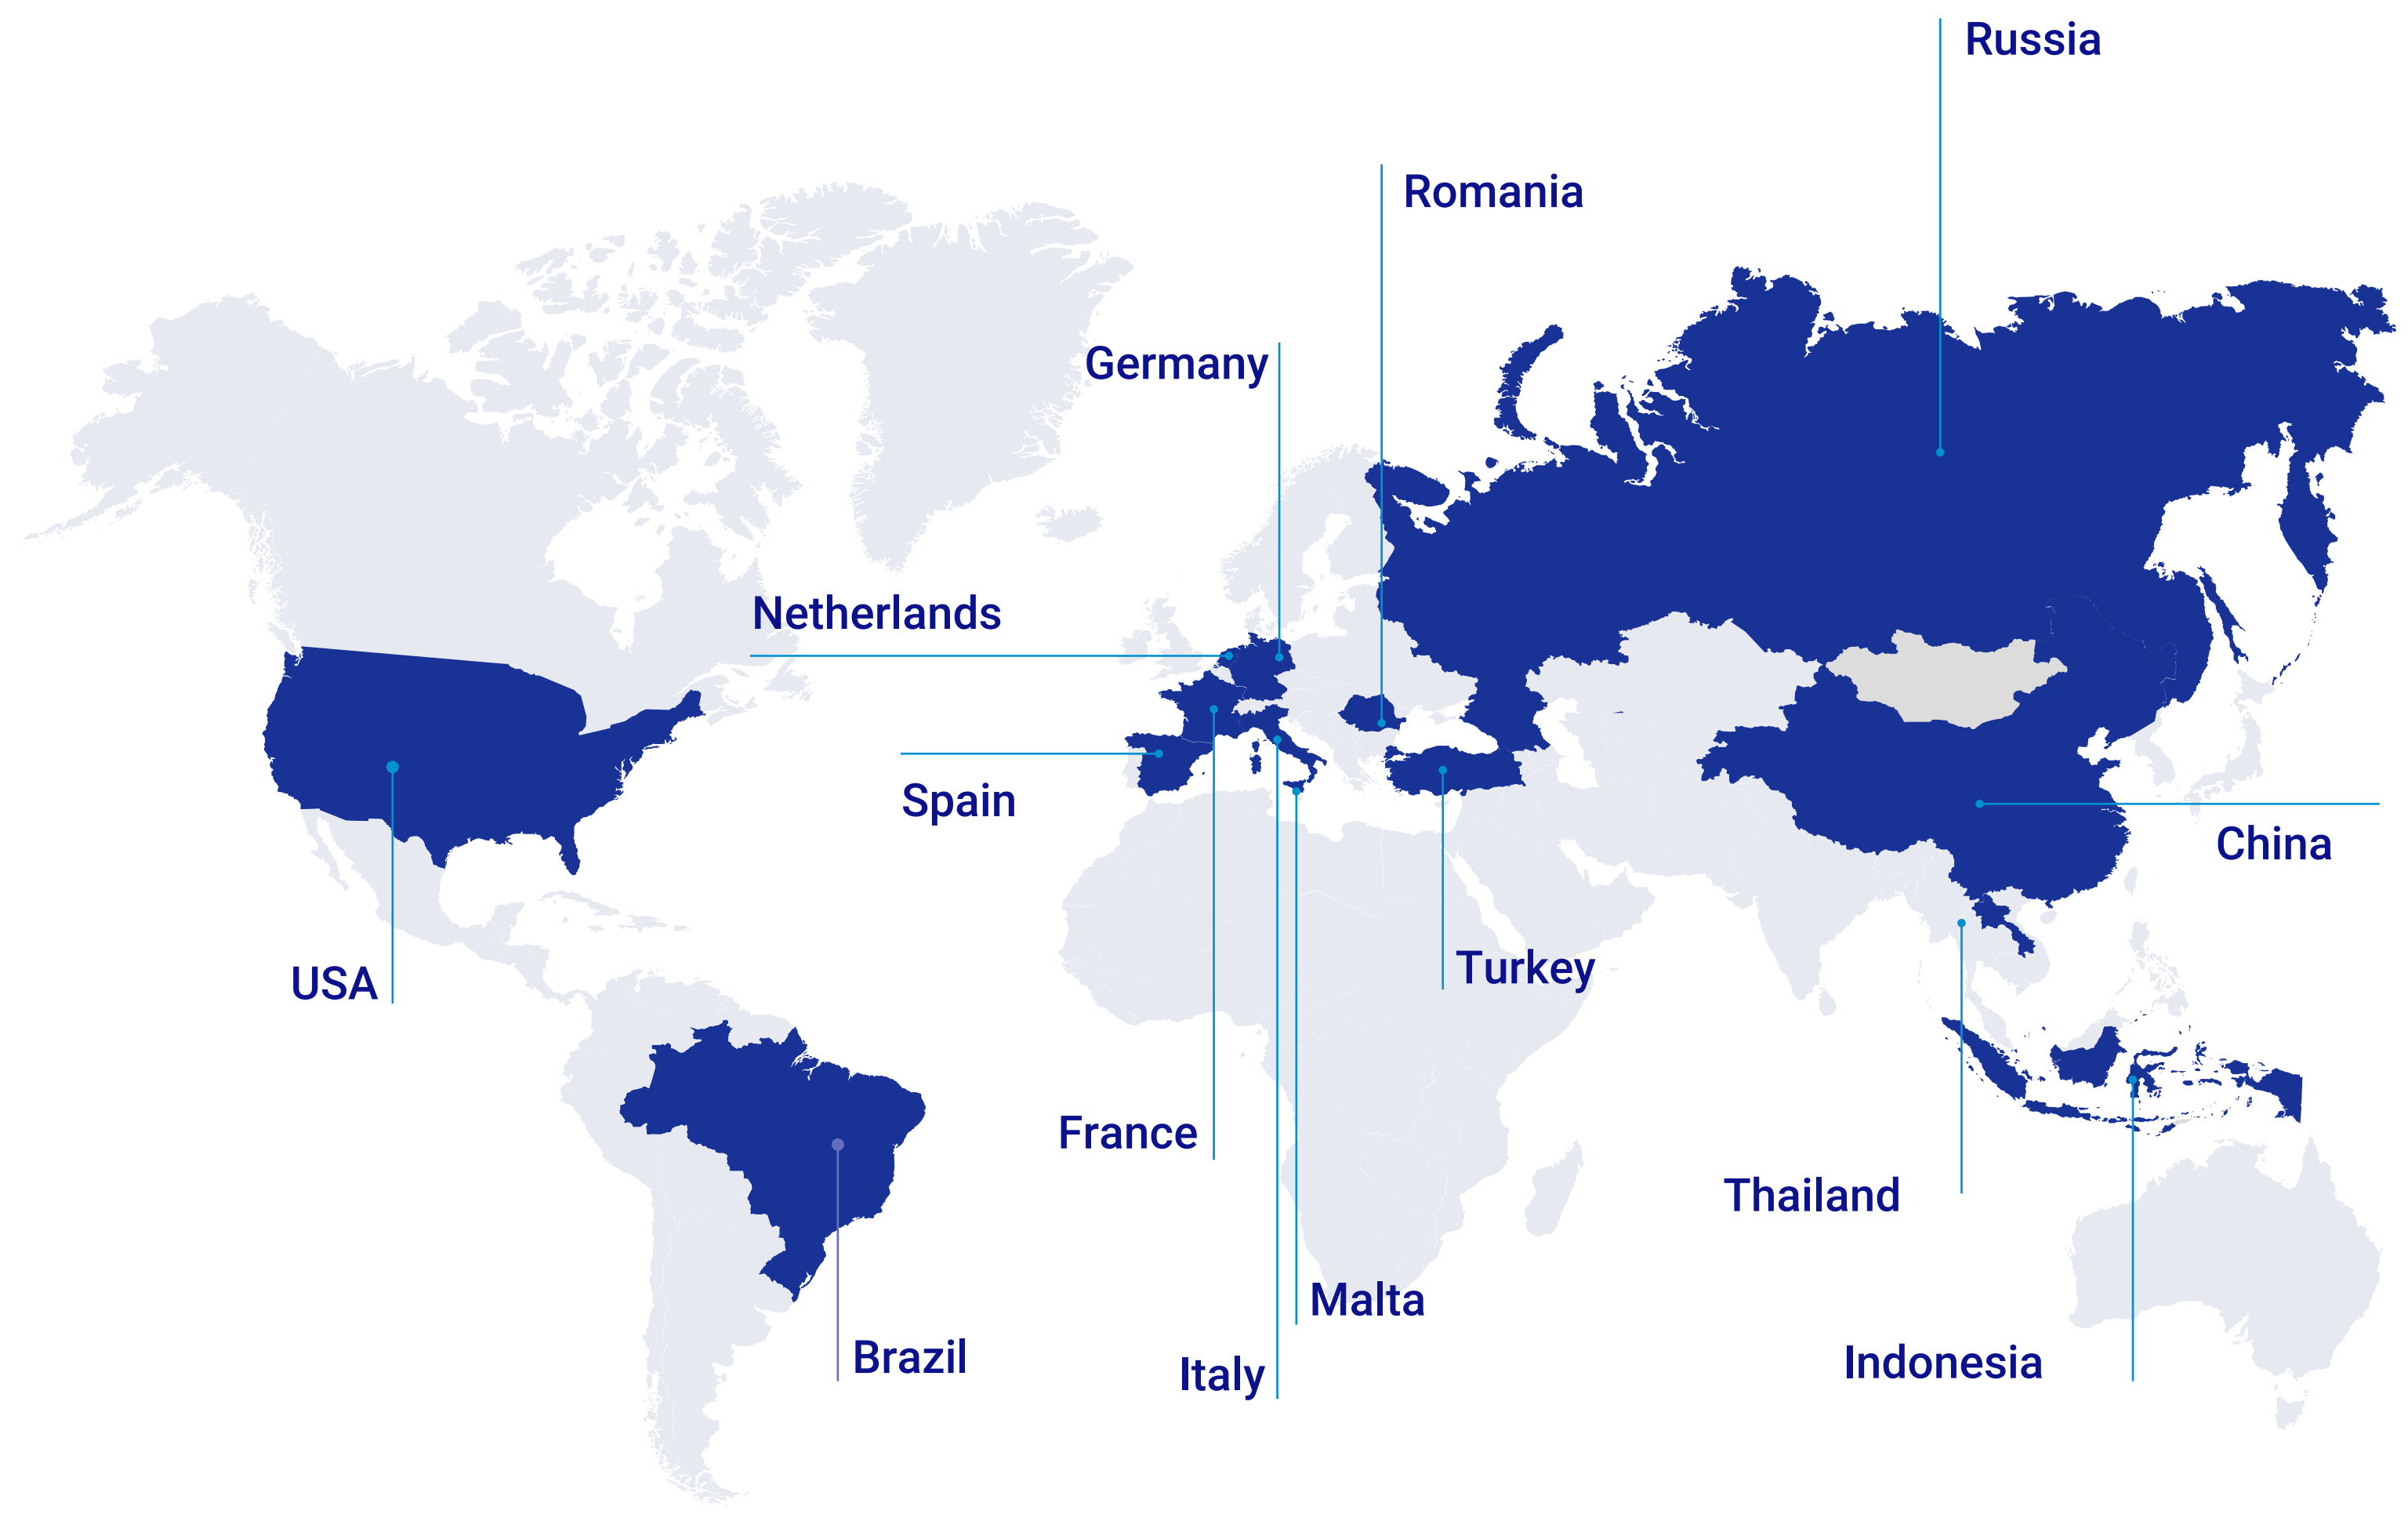 Russia
Romania
Germany
Netherlands
Spain
China
Turkey
USA
France
Thailand
Malta
Indonesia
Brazil
Italy